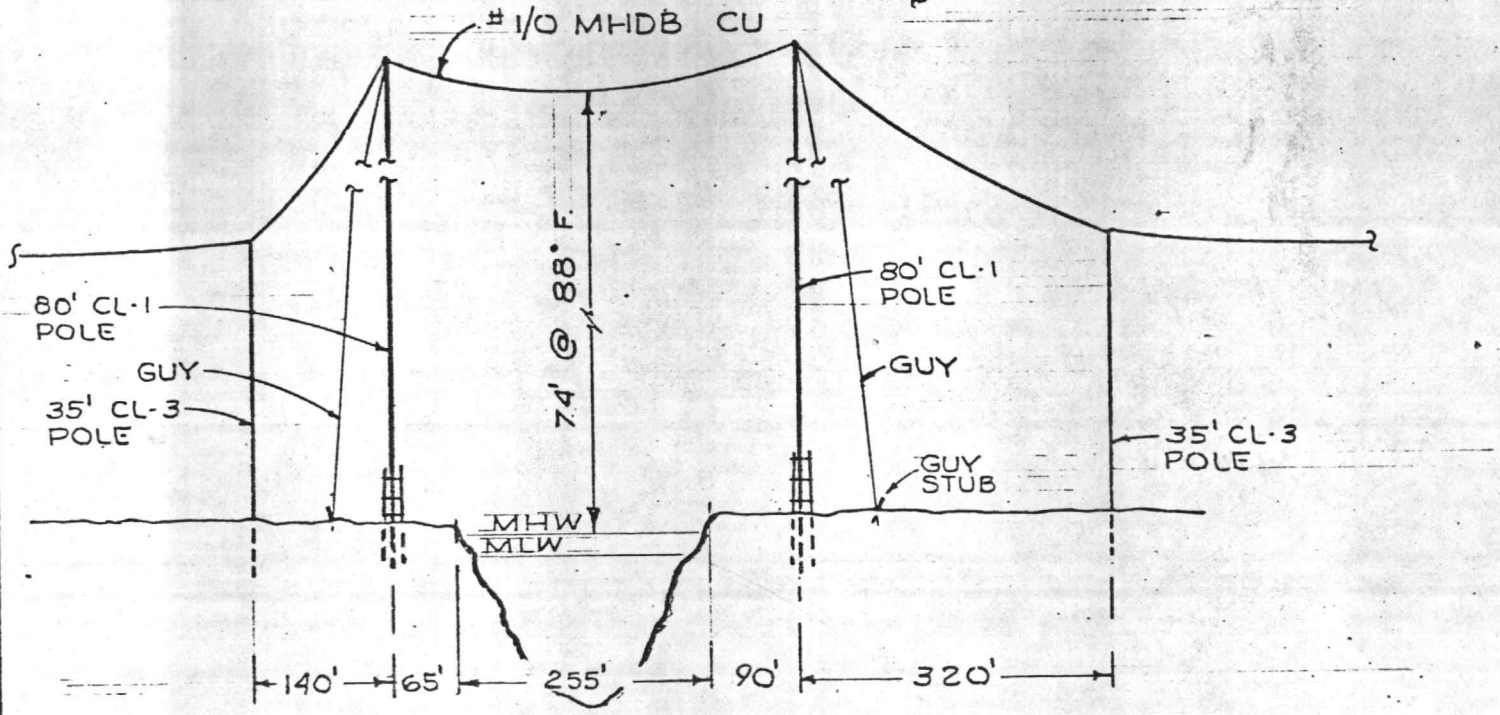 #1/0 MHDB CU
74' @ 88° F.
80' CL-1
POLE
GUY
35' CL-3
POLE
80' CL-1
POLE
GUY
GUY
STUB
35' CL-3
POLE
MHW
MLW
140'
65'
255'
90'
320'